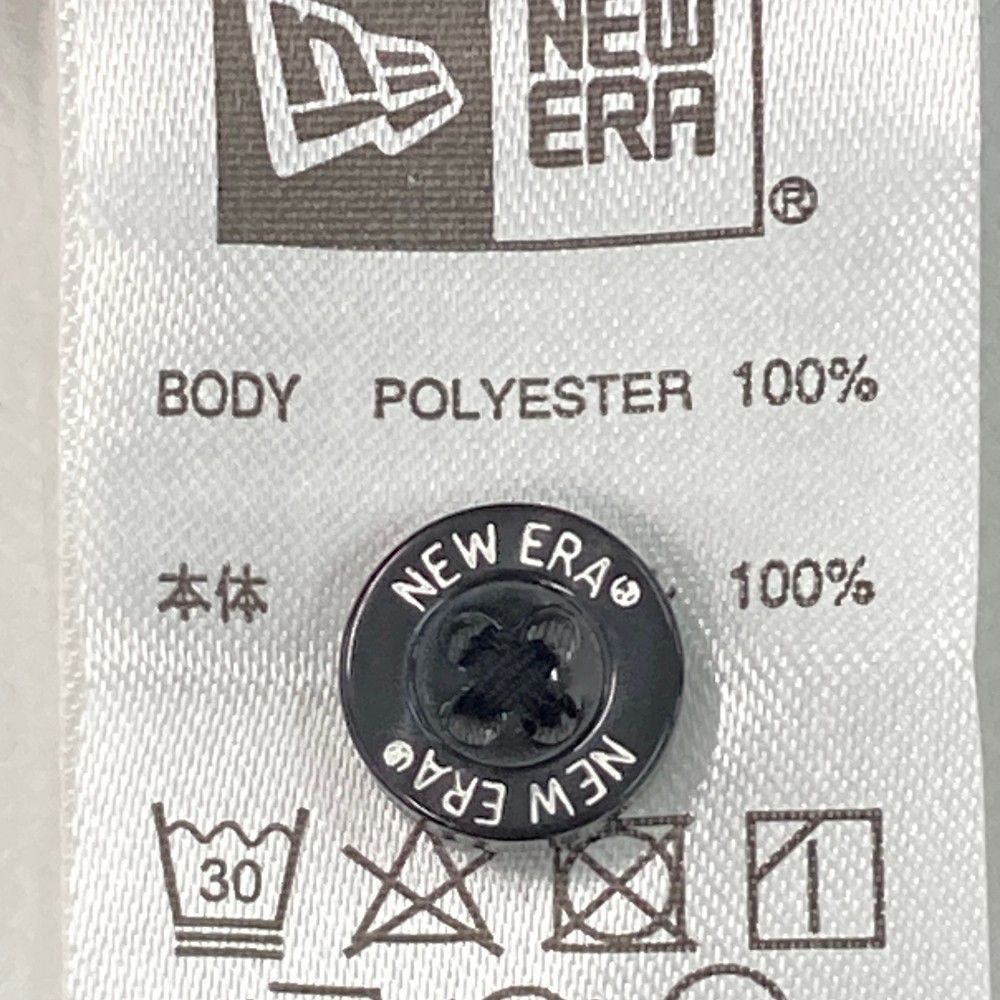 NEW
ERA
®
BODY POLYESTER 100%
本体 100%
NEW ERA®
NEW ERA®
30